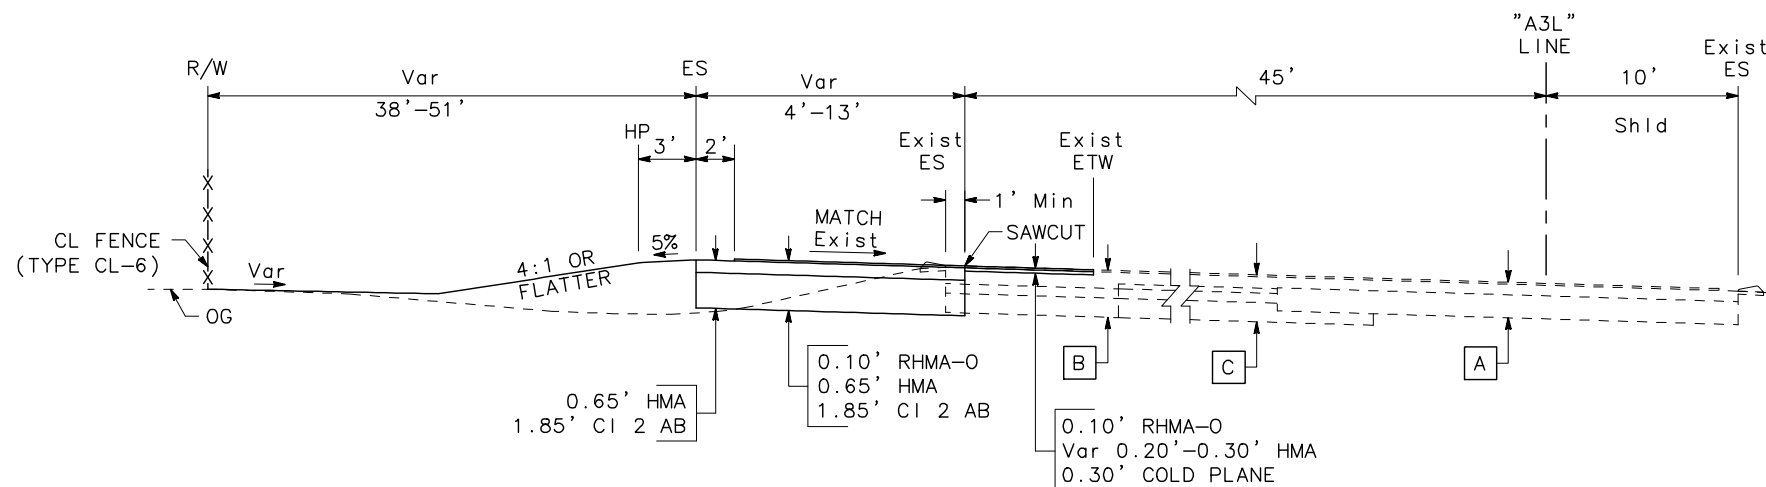 "A3L"
LINE
Exist
ES
R/W
Var
38'-51'
ES
Var
4'-13'
45'
10'
Shld
HP
3'
2'
Exist
ES
Exist
ETW
1' Min
SAWCUT
MATCH
Exist
CL FENCE
(TYPE CL-6)
Var
OG
4:1 OR
FLATTER
5%
0.65' HMA
1.85' Cl 2 AB
0.10' RHMA-O
0.65' HMA
1.85' Cl 2 AB
B
C
A
0.10' RHMA-O
Var 0.20'-0.30' HMA
0.30' COLD PLANE